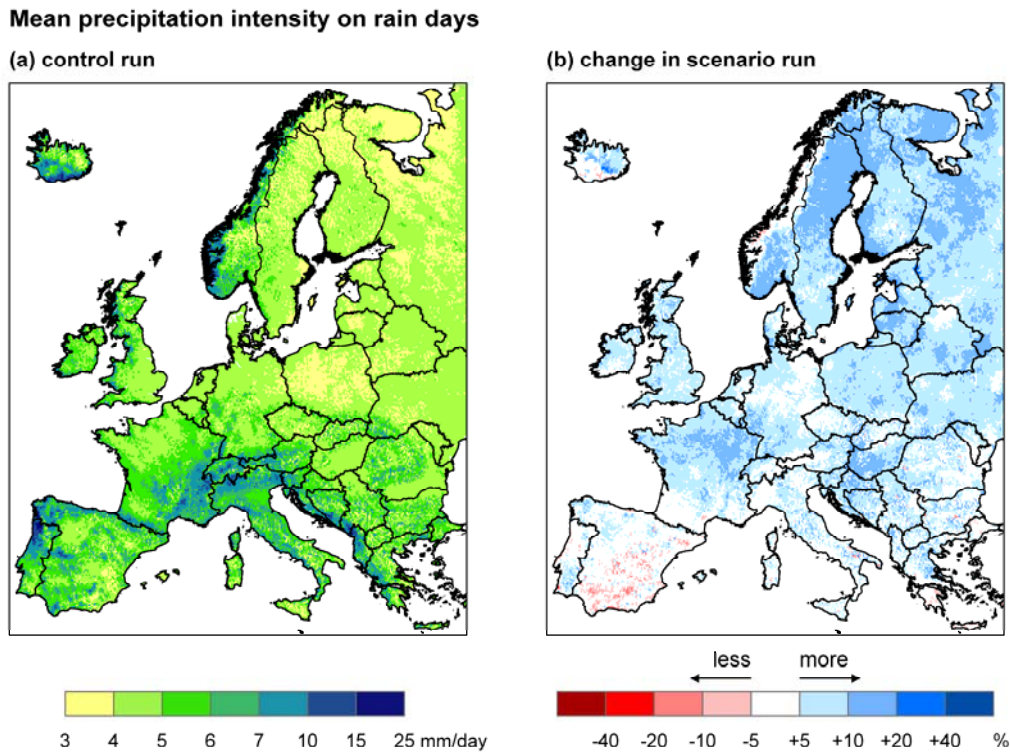 Mean precipitation intensity on rain days
(a) control run
(b) change in scenario run
less more
3 4 5 6 7 10 15 25 mm/day
-40 -20 -10 -5 +5 +10 +20 +40 %